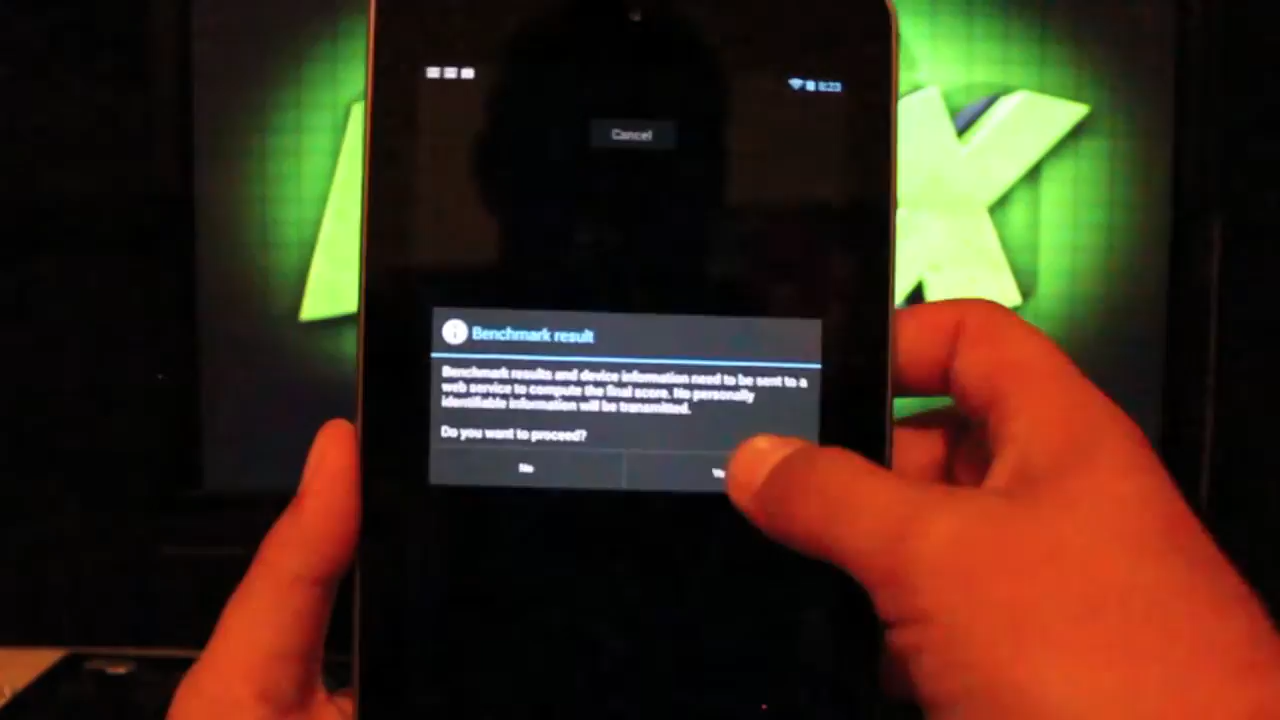 Cancel
Benchmark result
Benchmark results and device information need to be sent to a
web service to compute the final score. No personally
identifiable information will be transmitted.
Do you want to proceed?
No
X